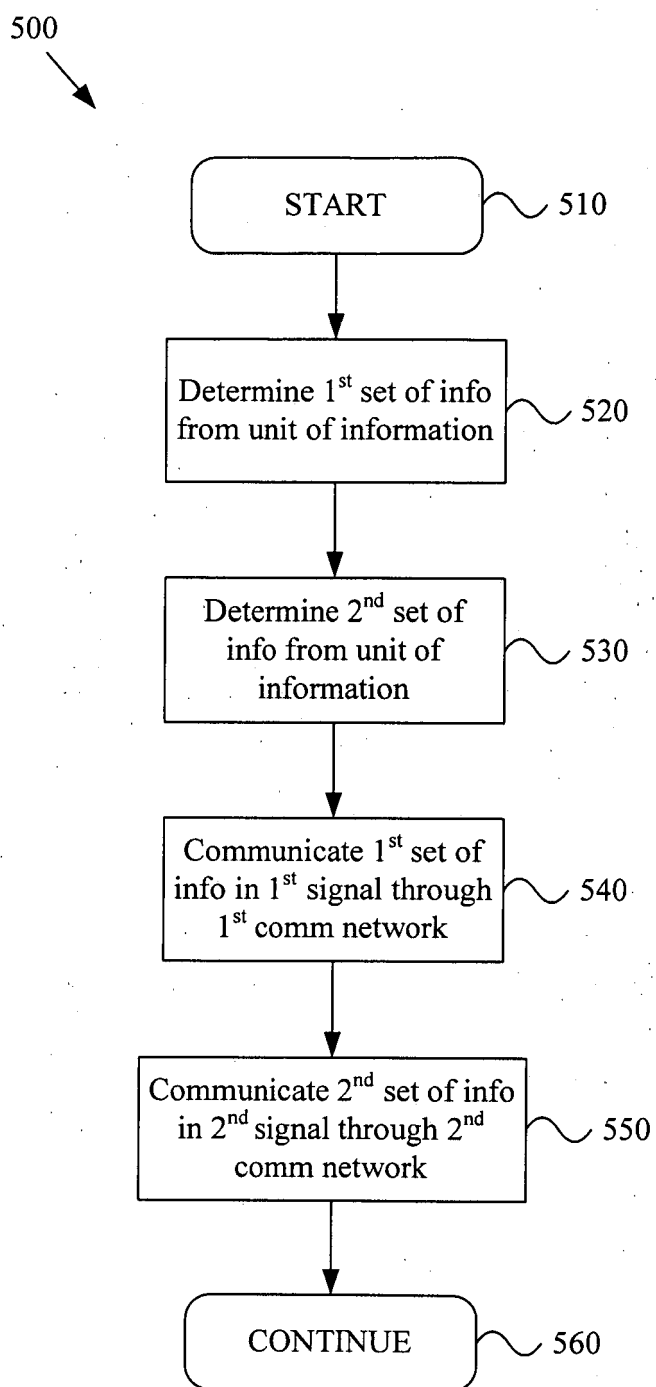 500
START
510
Determine 1st set of info
from unit of information
520
Determine 2nd set of
info from unit of
information
530
Communicate 1st set of
info in 1st signal through
1st comm network
540
Communicate 2nd set of info
in 2nd signal through 2nd
comm network
550
CONTINUE
560